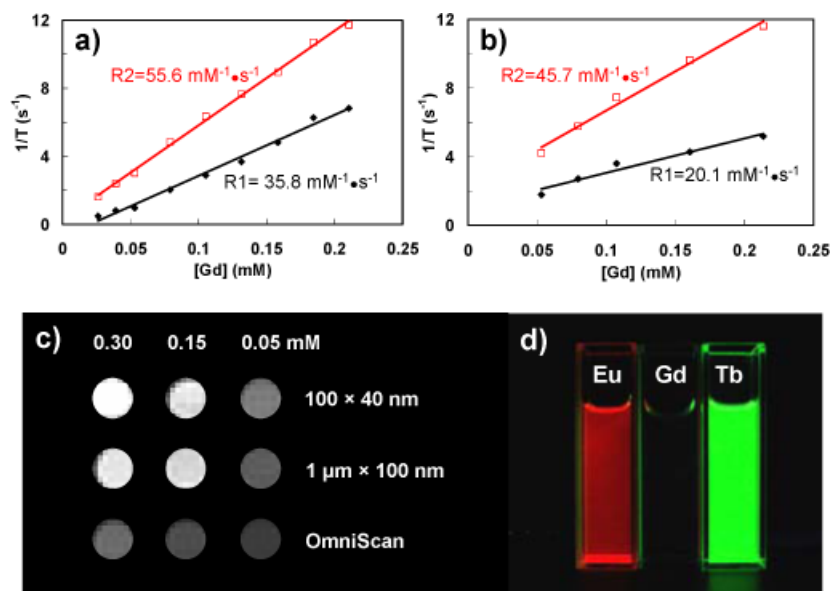 a)
12
8
4
0
1/T (s⁻¹)
R2=55.6 mM⁻¹●s⁻¹
R1= 35.8 mM⁻¹●s⁻¹
0 0.05 0.1 0.15 0.2 0.25
[Gd] (mM)
b)
12
8
4
0
1/T (s⁻¹)
R2=45.7 mM⁻¹●s⁻¹
R1=20.1 mM⁻¹●s⁻¹
0 0.05 0.1 0.15 0.2 0.25
[Gd] (mM)
c)
0.30 0.15 0.05 mM
100 × 40 nm
1 µm × 100 nm
OmniScan
d)
Eu Gd Tb